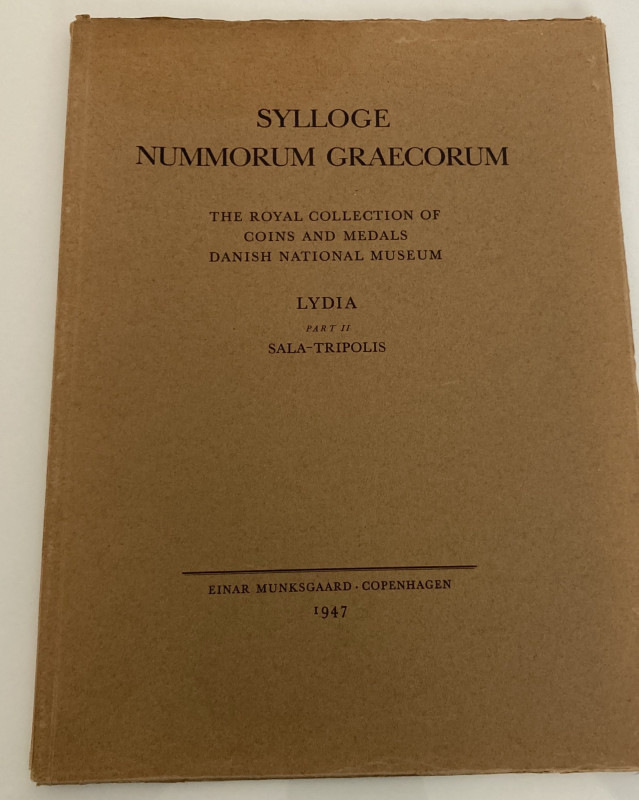 SYLLOGE
NUMMORUM GRAECORUM
THE ROYAL COLLECTION OF
COINS AND MEDALS
DANISH NATIONAL MUSEUM
LYDIA
PART II
SALA-TRIPOLIS
EINAR MUNKSGAARD · COPENHAGEN
1947